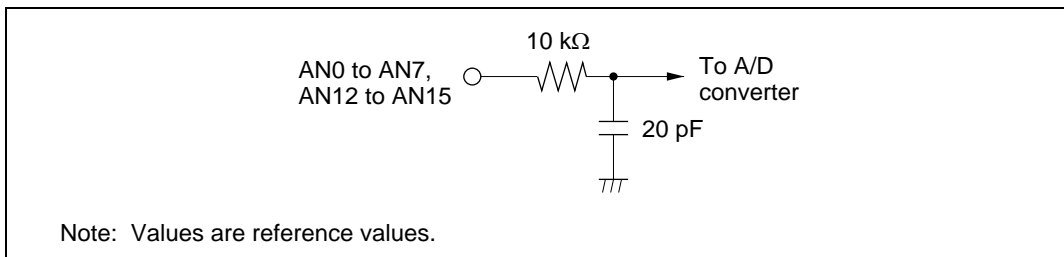 10 kΩ
AN0 to AN7,
AN12 to AN15
To A/D
converter
20 pF
Note: Values are reference values.